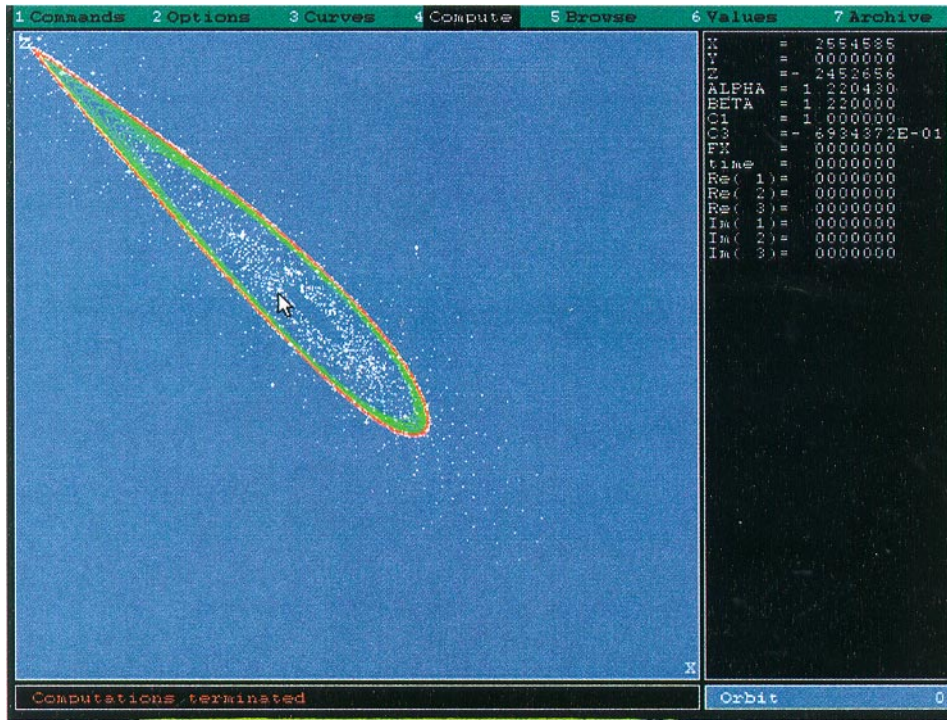 1 Commands 2 Options 3 Curves 4 Compute 5 Browse 6 Values 7 Archive
Z
X = 2554585
Y = 0000000
Z =- 2452656
ALPHA = 1 220430
BETA = 1 220000
C1 = 1 000000
C3 =- 6934372E-01
FX = 0000000
time = 0000000
Re( 1)= 0000000
Re( 2)= 0000000
Re( 3)= 0000000
Im( 1)= 0000000
Im( 2)= 0000000
Im( 3)= 0000000
X
Computations terminated
Orbit 0